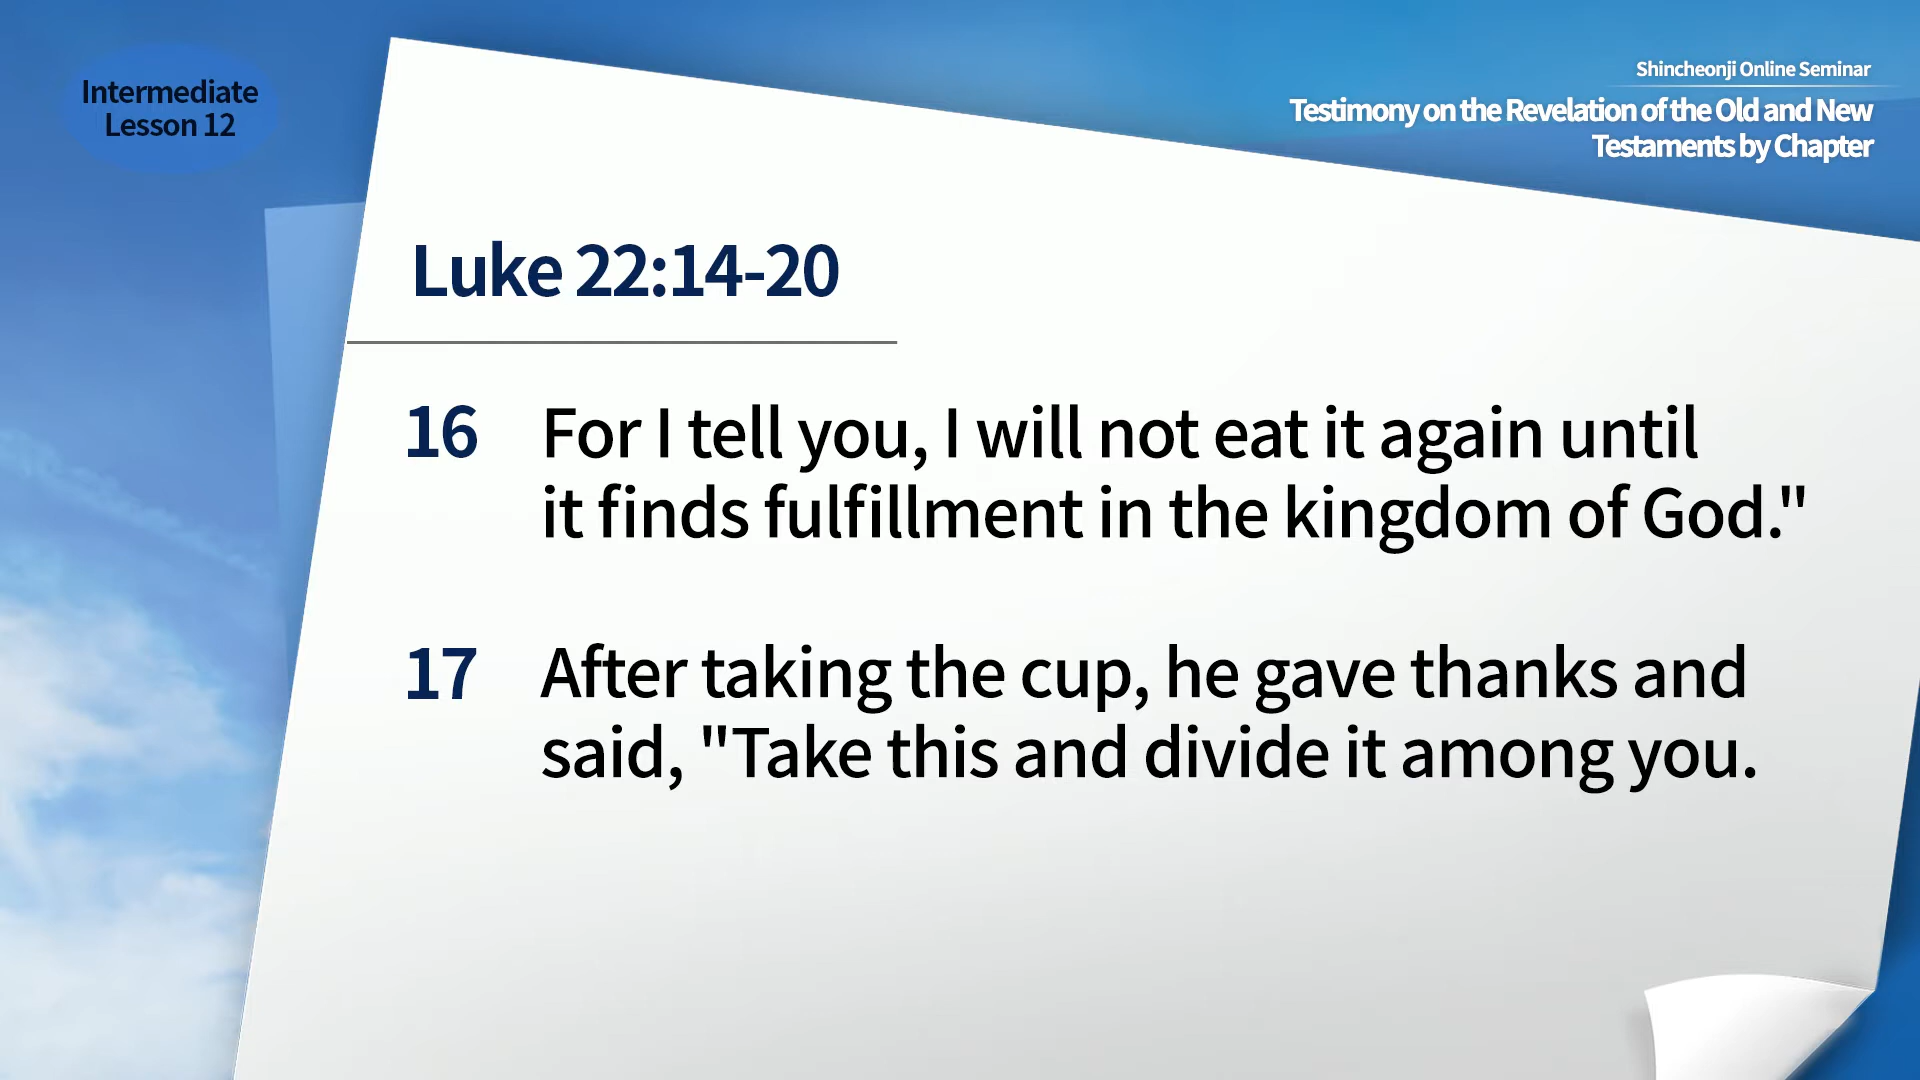 Intermediate
Lesson 12
Shincheonji Online Seminar
Testimony on the Revelation of the Old and New
Testaments by Chapter
Luke 22:14-20
16 For I tell you, I will not eat it again until
it finds fulfillment in the kingdom of God."
17 After taking the cup, he gave thanks and
said, "Take this and divide it among you.